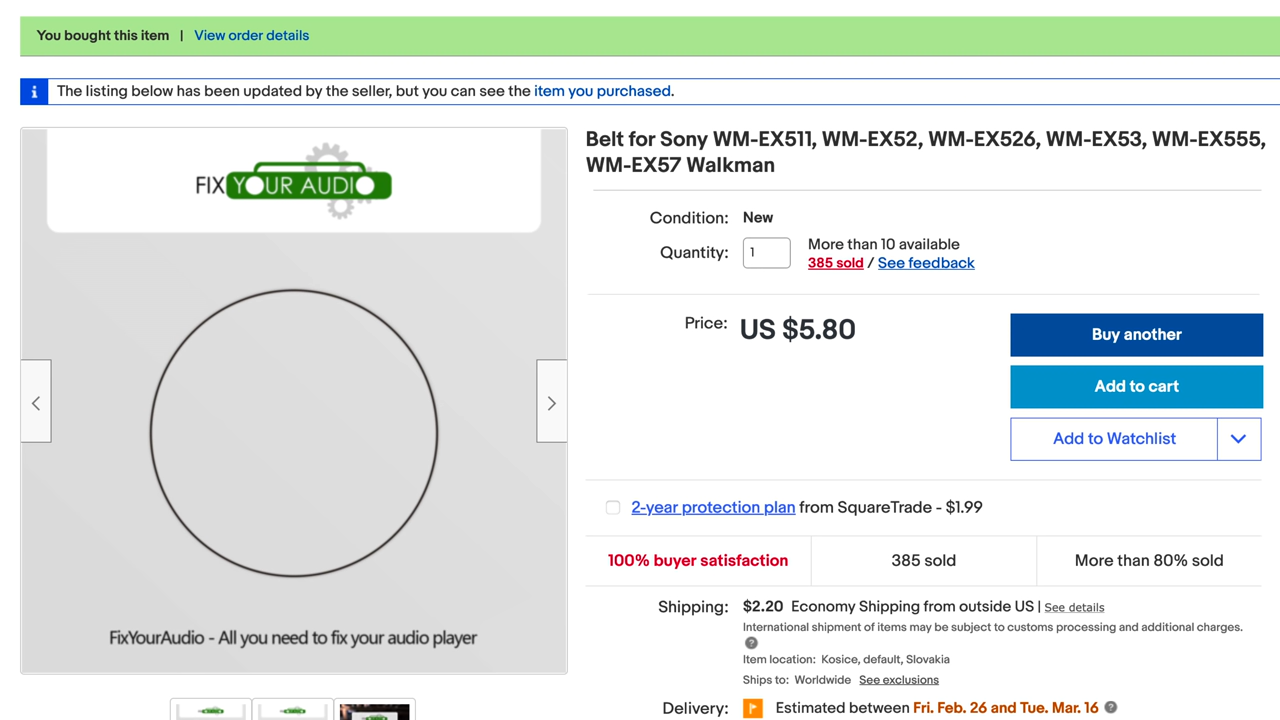 You bought this item | View order details
The listing below has been updated by the seller, but you can see the item you purchased.
FIX YOUR AUDIO
Belt for Sony WM-EX511, WM-EX52, WM-EX526, WM-EX53, WM-EX555,
WM-EX57 Walkman
Condition: New
Quantity: 1
More than 10 available
385 sold / See feedback
Price: US $5.80
Buy another
Add to cart
Add to Watchlist
2-year protection plan from SquareTrade - $1.99
100% buyer satisfaction
385 sold
More than 80% sold
Shipping: $2.20 Economy Shipping from outside US | See details
International shipment of items may be subject to customs processing and additional charges.
Item location: Kosice, default, Slovakia
Ships to: Worldwide See exclusions
Delivery: Estimated between Fri. Feb. 26 and Tue. Mar. 16
FixYourAudio - All you need to fix your audio player